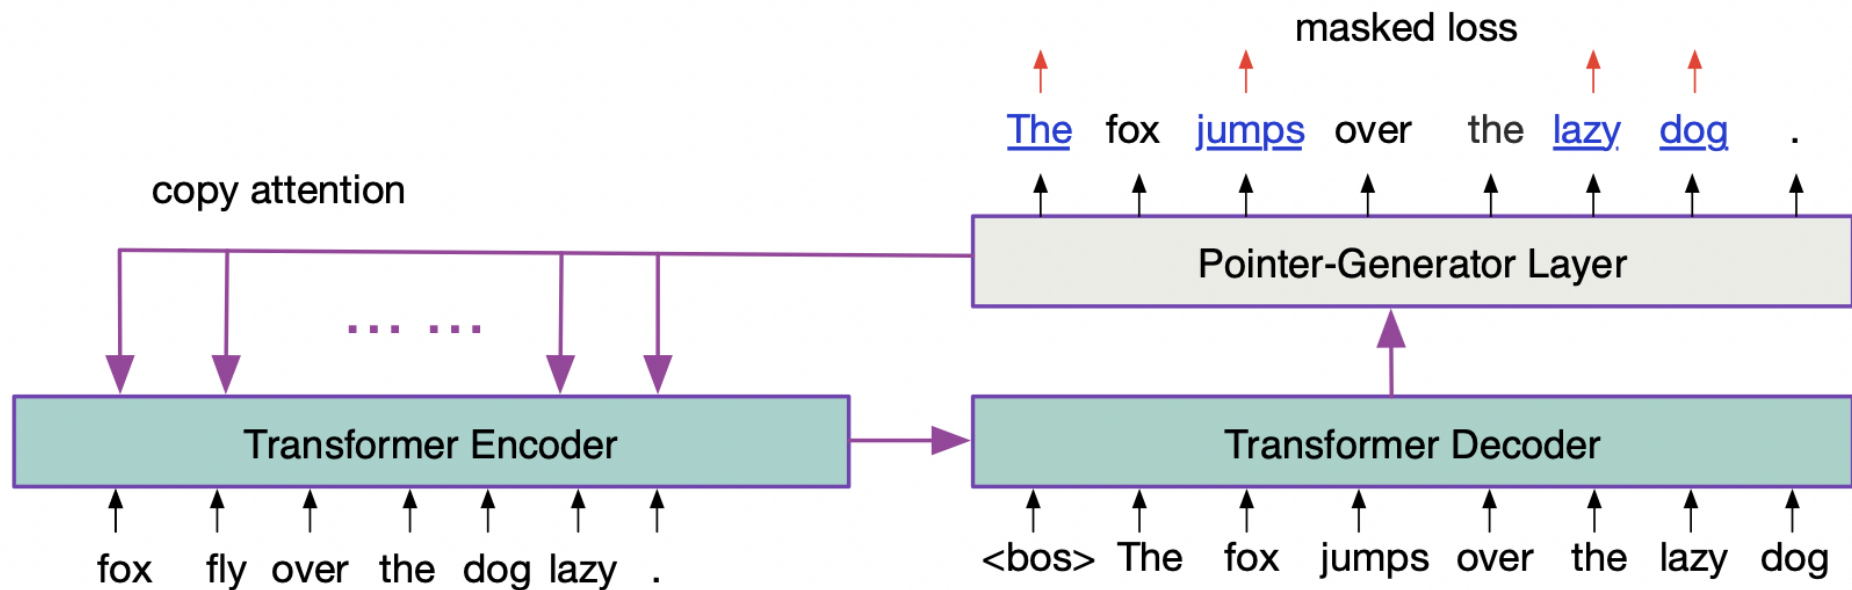 masked loss
The fox jumps over the lazy dog .
copy attention
Pointer-Generator Layer
... ...
Transformer Encoder
Transformer Decoder
fox fly over the dog lazy .
<bos> The fox jumps over the lazy dog